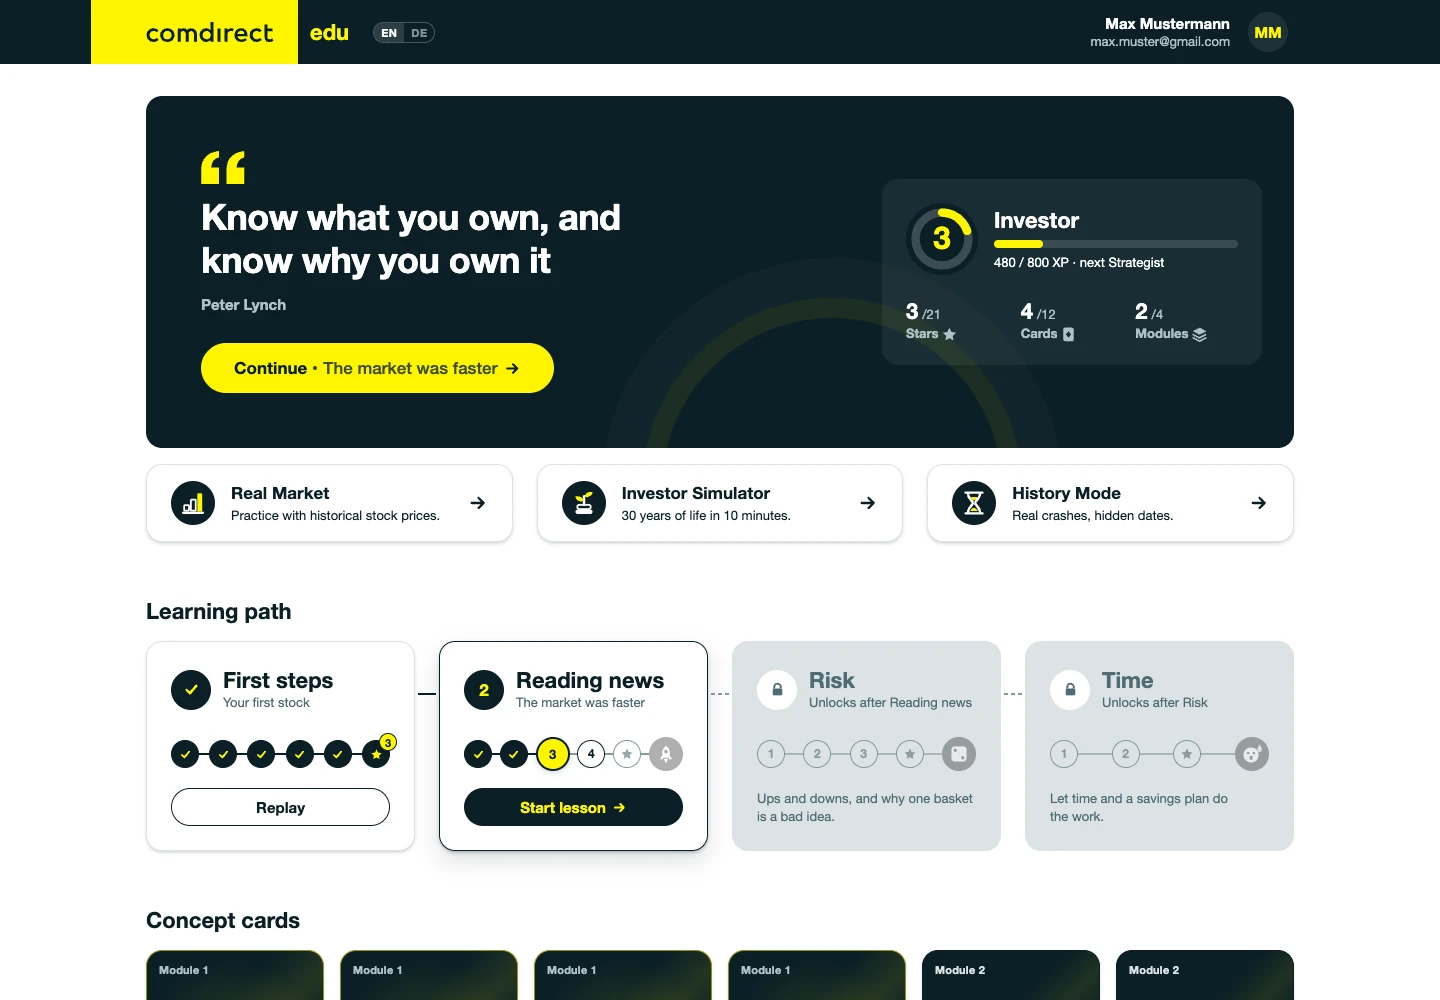 comdirect
edu
EN DE
Max Mustermann
max.muster@gmail.com
MM
“
Know what you own, and
know why you own it
Peter Lynch
Continue • The market was faster →
3
Investor
480 / 800 XP · next Strategist
3 /21
Stars
4 /12
Cards
2 /4
Modules
Real Market
Practice with historical stock prices.
→
Investor Simulator
30 years of life in 10 minutes.
→
History Mode
Real crashes, hidden dates.
→
Learning path
First steps
Your first stock
3
Replay
2
Reading news
The market was faster
3 4
Start lesson →
Risk
Unlocks after Reading news
1 2 3
Ups and downs, and why one basket
is a bad idea.
Time
Unlocks after Risk
1 2
Let time and a savings plan do
the work.
Concept cards
Module 1
Module 1
Module 1
Module 1
Module 2
Module 2